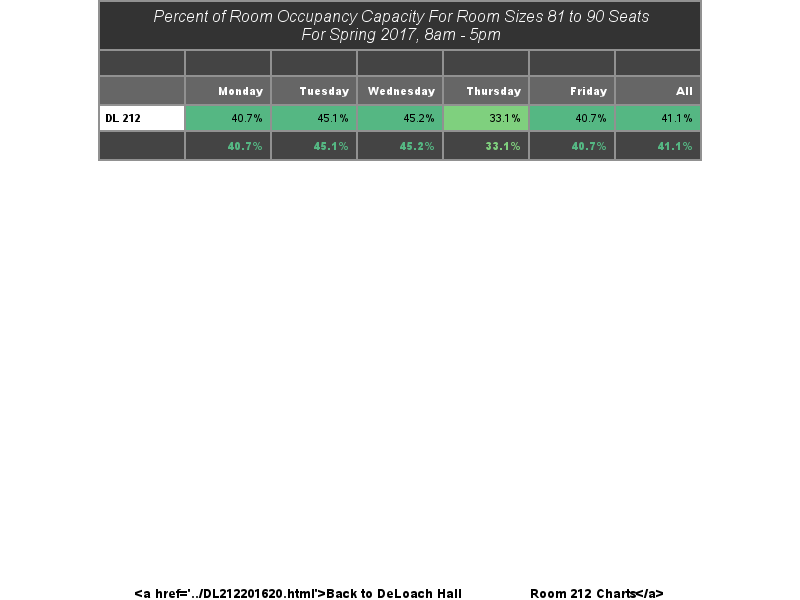 Percent of Room Occupancy Capacity For Room Sizes 81 to 90 Seats
For Spring 2017, 8am - 5pm
Monday Tuesday Wednesday Thursday Friday All
DL 212 40.7% 45.1% 45.2% 33.1% 40.7% 41.1%
40.7% 45.1% 45.2% 33.1% 40.7% 41.1%
<a href='../DL212201620.html'>Back to DeLoach Hall Room 212 Charts</a>